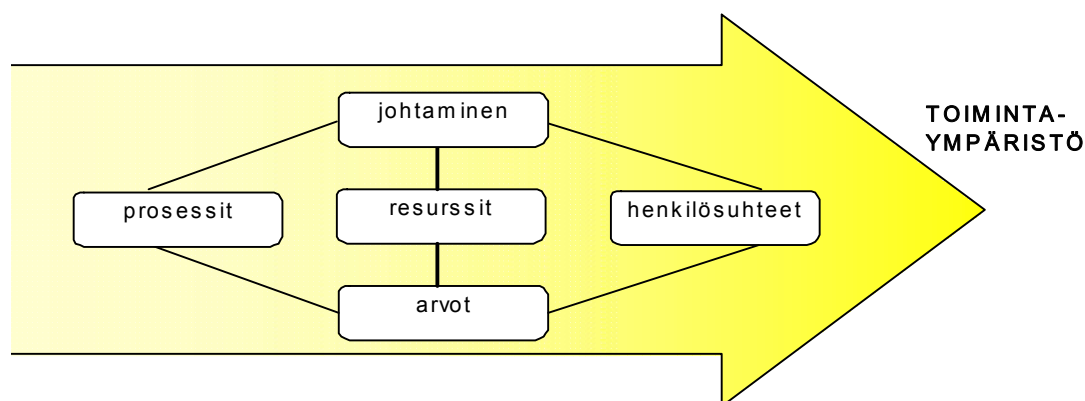 johtaminen
TOIMINTA-
YMPÄRISTÖ
prosessit
resurssit
henkilösuhteet
arvot